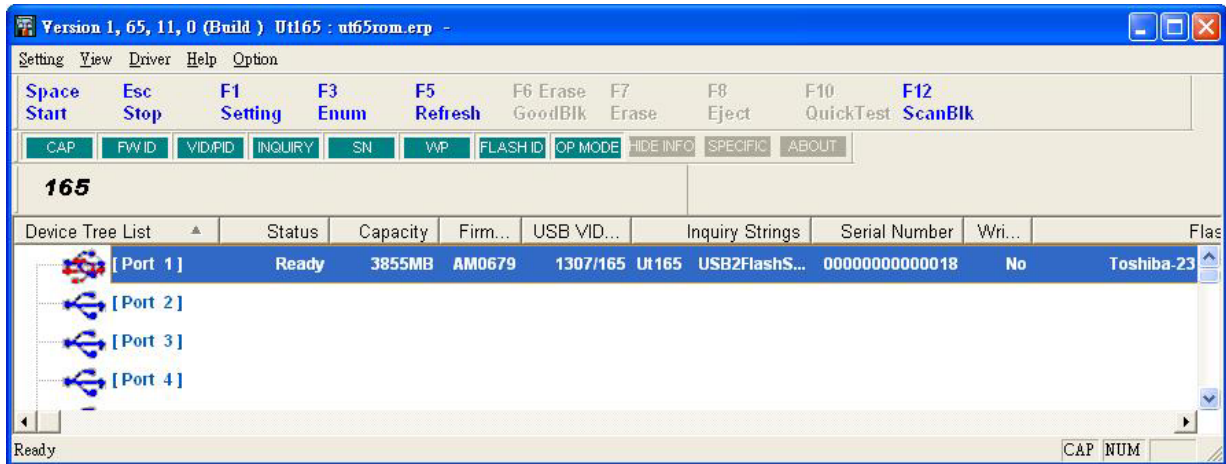 Version 1, 65, 11, 0 (Build ) Ut165 : ut65rom.erp -
Setting View Driver Help Option
Space Esc F1 F3 F5 F6 Erase F7 F8 F10 F12
Start Stop Setting Enum Refresh GoodBlk Erase Eject QuickTest ScanBlk
CAP FW ID VID/PID INQUIRY SN WP FLASH ID OP MODE HIDE INFO SPECIFIC ABOUT
165
Device Tree List Status Capacity Firm... USB VID... Inquiry Strings Serial Number Wri... Flas
[ Port 1 ] Ready 3855MB AM0679 1307/165 Ut165 USB2FlashS... 00000000000018 No Toshiba-23
[ Port 2 ]
[ Port 3 ]
[ Port 4 ]
Ready CAP NUM